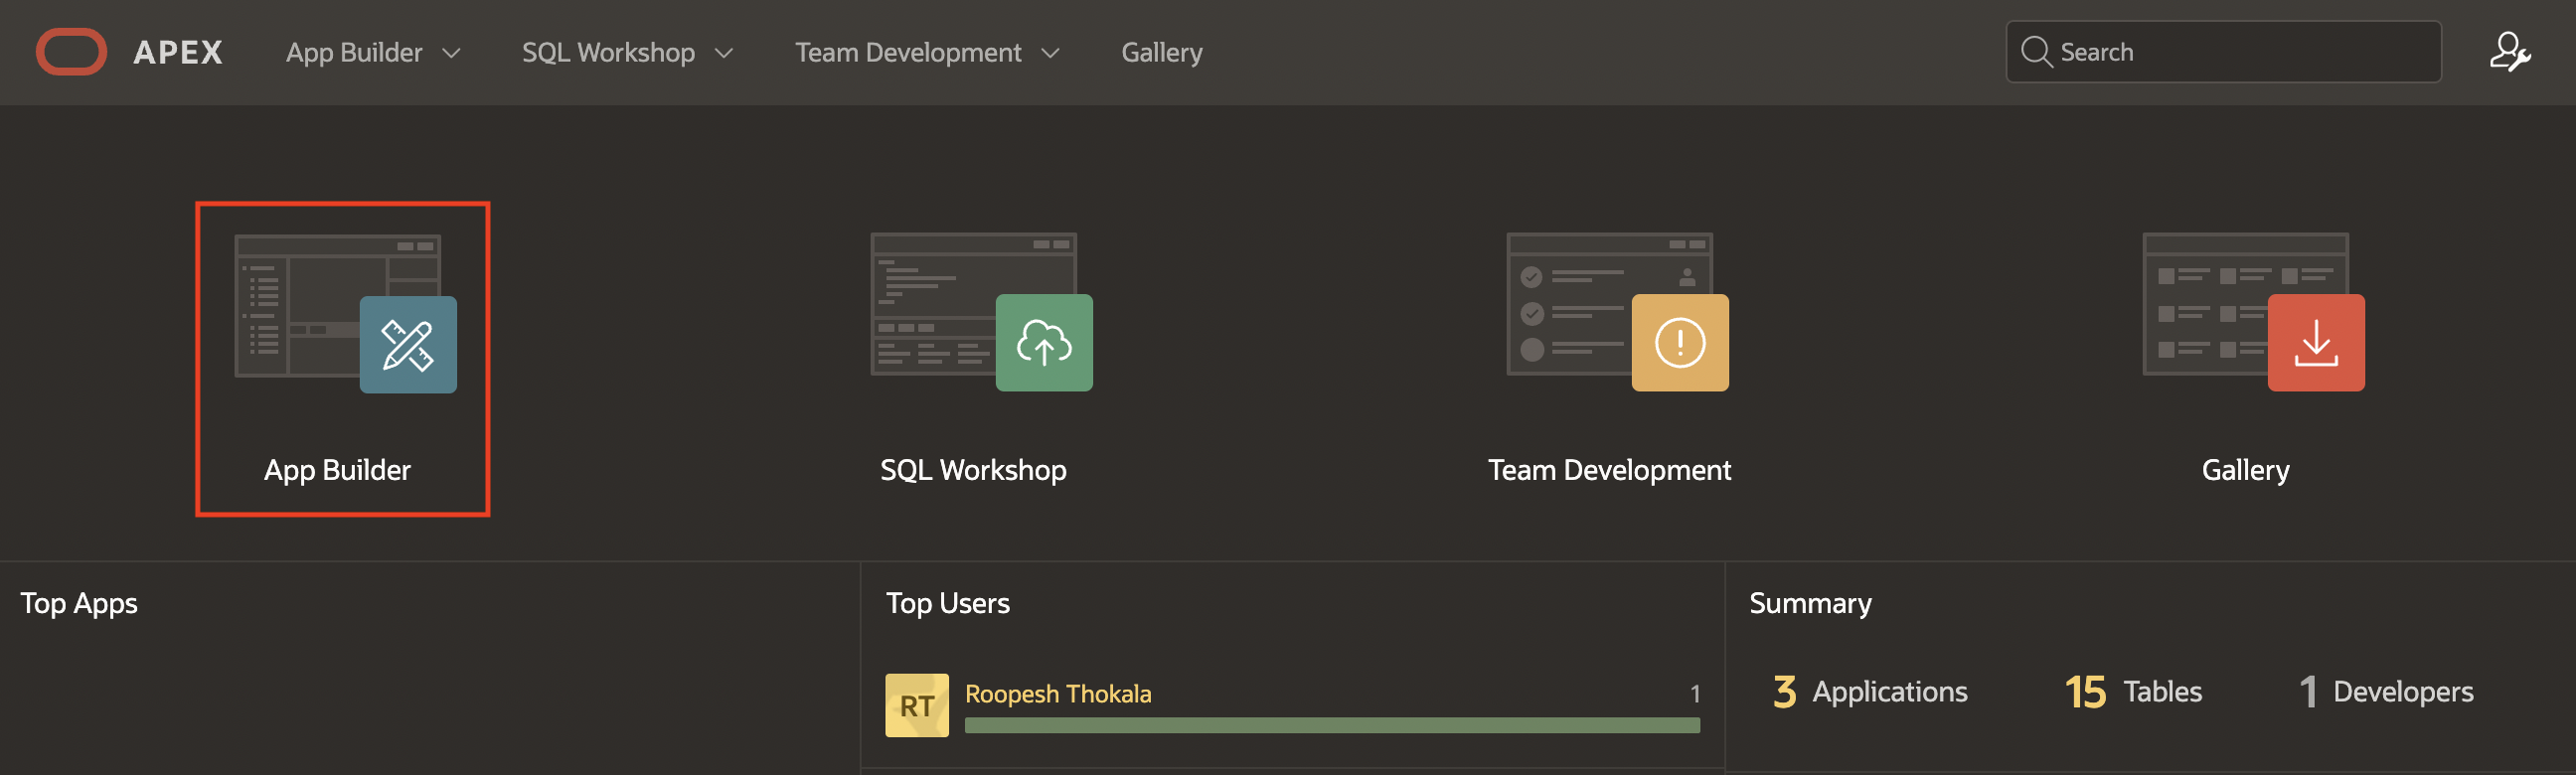 APEX App Builder SQL Workshop Team Development Gallery Search
App Builder SQL Workshop Team Development Gallery
Top Apps
Top Users
RT Roopesh Thokala 1
Summary
3 Applications 15 Tables 1 Developers